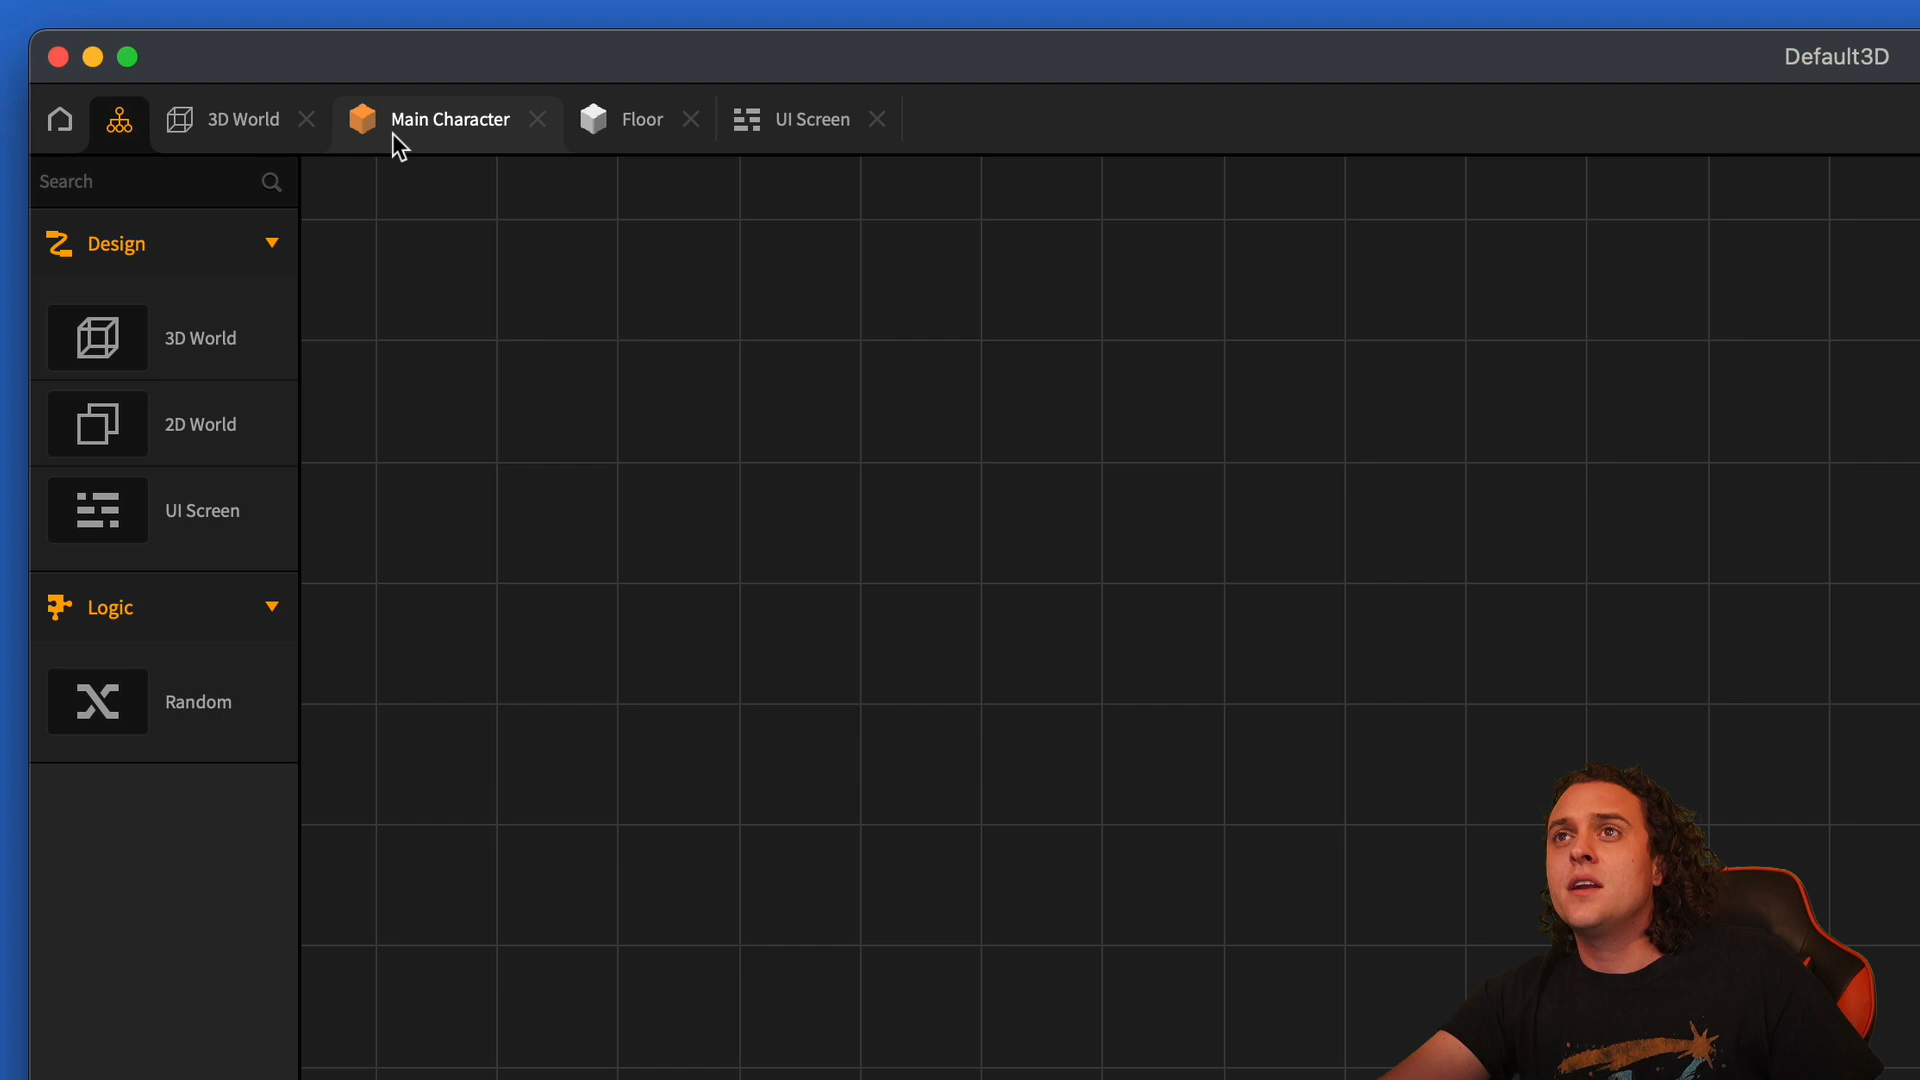 Default3D
3D World
Main Character
Floor
UI Screen
Search
Design
3D World
2D World
UI Screen
Logic
Random